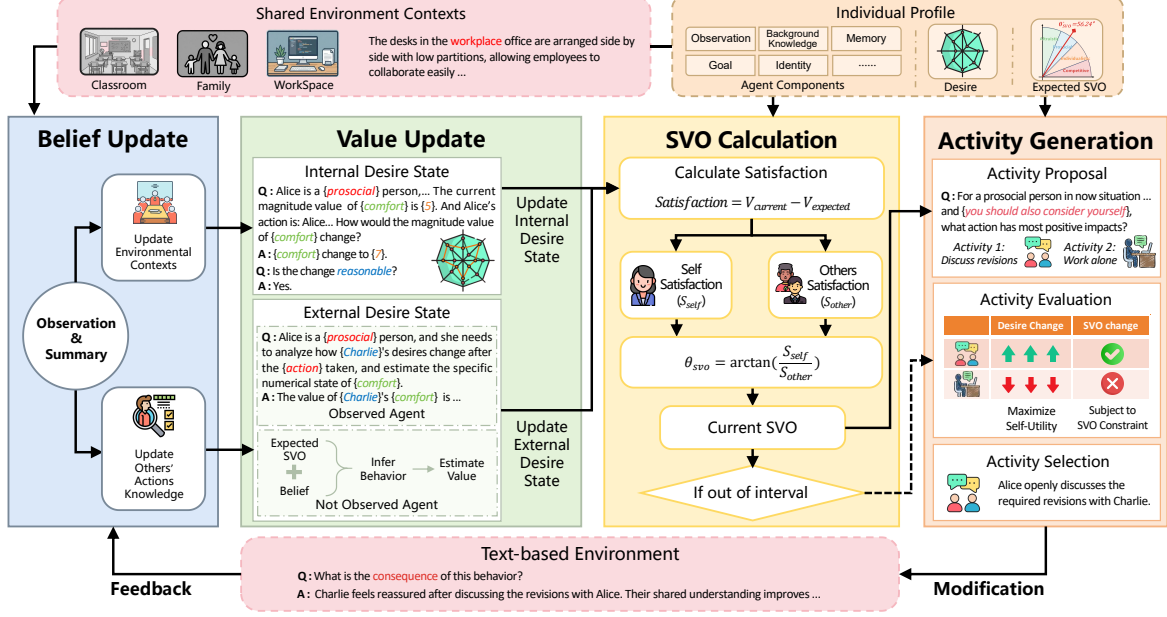 Shared Environment Contexts
Classroom
Family
WorkSpace
The desks in the workplace office are arranged side by
side with low partitions, allowing employees to
collaborate easily ...
Individual Profile
Observation
Background
Knowledge
Memory
Goal
Identity
......
Agent Components
Desire
θ'SVO=56.24°
Competitive
Expected SVO
Belief Update
Update
Environmental
Contexts
Observation
&
Summary
Update
Others'
Actions
Knowledge
Value Update
Internal Desire State
Q : Alice is a {prosocial} person,... The current
magnitude value of {comfort} is {5}. And Alice's
action is: Alice... How would the magnitude value
of {comfort} change?
A : {comfort} change to {7}.
Q : Is the change reasonable?
A : Yes.
External Desire State
Q : Alice is a {prosocial} person, and she needs
to analyze how {Charlie}'s desires change after
the {action} taken, and estimate the specific
numerical state of {comfort}.
A : The value of {Charlie}'s {comfort} is ...
Observed Agent
Expected
SVO
Belief
Infer
Behavior
Estimate
Value
Not Observed Agent
Update
Internal
Desire
State
Update
External
Desire
State
SVO Calculation
Calculate Satisfaction
Satisfaction = Vcurrent − Vexpected
Self
Satisfaction
(Sself)
Others
Satisfaction
(Sother)
θsvo = arctan(Sself/Sother)
Current SVO
If out of interval
Activity Generation
Activity Proposal
Q : For a prosocial person in now situation ...
and {you should also consider yourself},
what action has most positive impacts?
Activity 1:
Discuss revisions
Activity 2:
Work alone
Activity Evaluation
Desire Change
SVO change
Maximize
Self-Utility
Subject to
SVO Constraint
Activity Selection
Alice openly discusses the
required revisions with Charlie.
Text-based Environment
Q : What is the consequence of this behavior?
A : Charlie feels reassured after discussing the revisions with Alice. Their shared understanding improves ...
Feedback
Modification